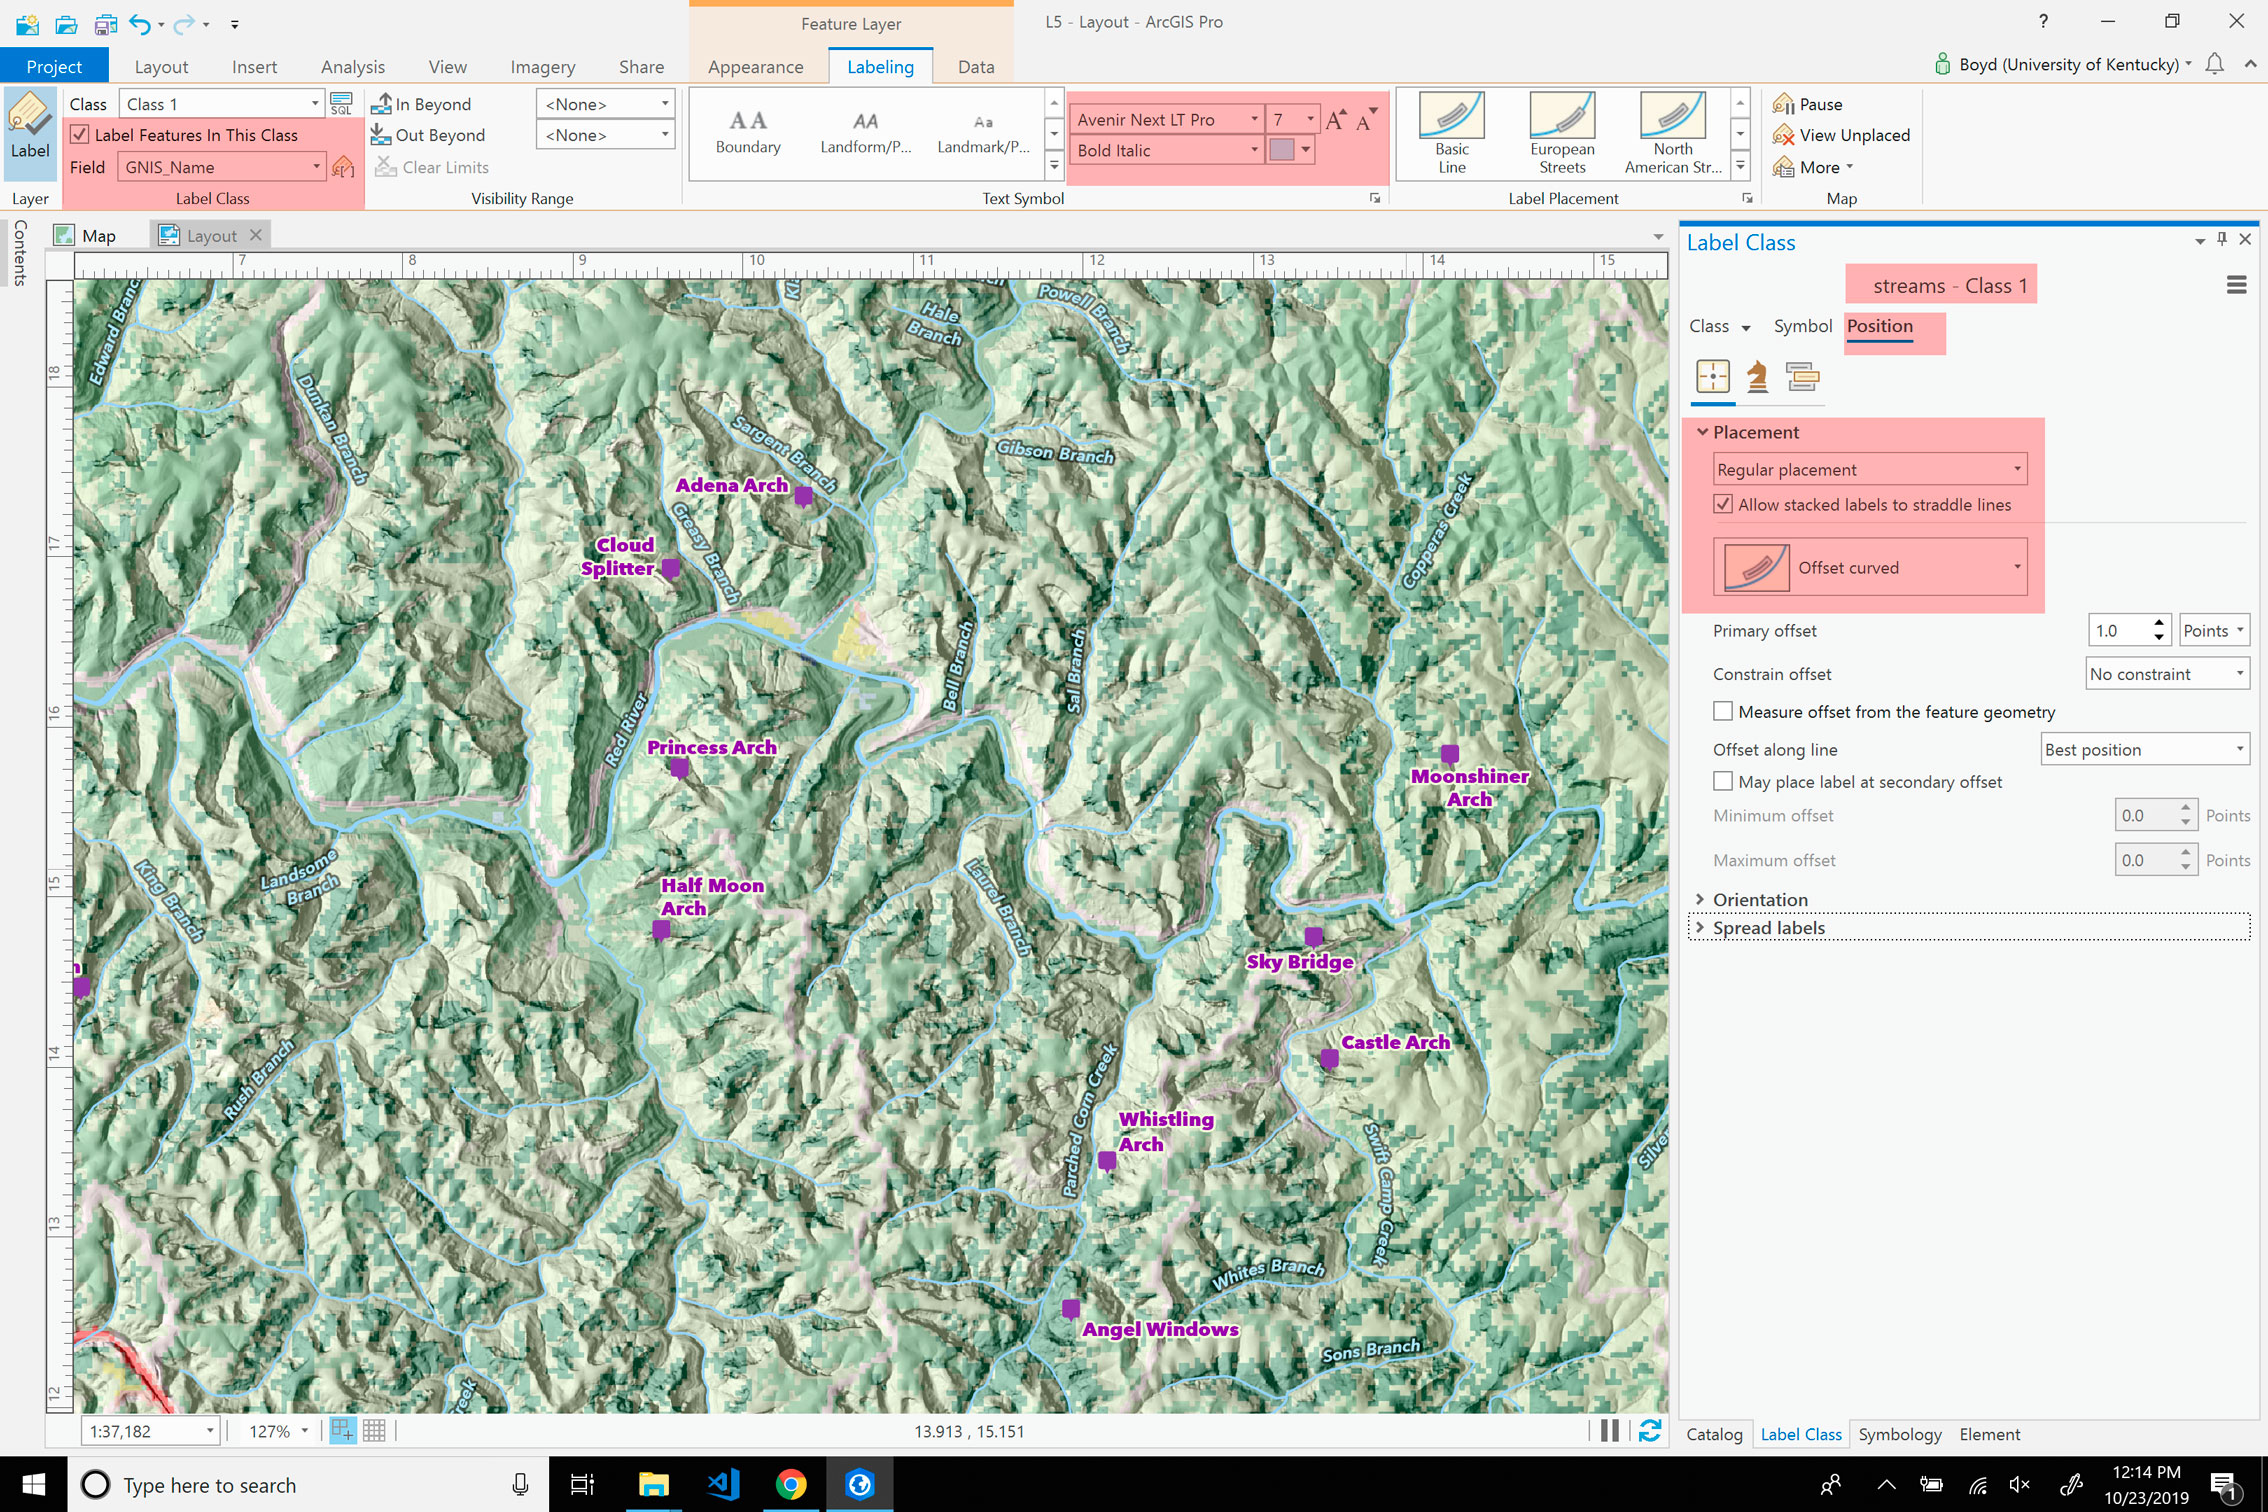 Feature Layer
L5 - Layout - ArcGIS Pro
?
Project
Layout
Insert
Analysis
View
Imagery
Share
Appearance
Labeling
Data
Boyd (University of Kentucky)
Label
Layer
Class
Class 1
SQL
Label Features In This Class
Field
GNIS_Name
Label Class
In Beyond
<None>
Out Beyond
<None>
Clear Limits
Visibility Range
AA
Boundary
AA
Landform/P...
Aa
Landmark/P...
Avenir Next LT Pro
7
A
A
Bold Italic
Text Symbol
Basic
Line
European
Streets
North
American Str...
Label Placement
Pause
View Unplaced
More
Map
Contents
Map
Layout
7
8
9
10
11
12
13
14
15
18
17
16
15
14
13
12
Edward Branc
Hale
Branch
Powell Branch
Dunkan Branch
Sargent Branch
Gibson Branch
Adena Arch
Copperas Creek
Greasy Branch
Cloud
Splitter
Bell Branch
Sal Branch
Red River
Princess Arch
Moonshiner
Arch
King Branch
Landsome
Branch
Half Moon
Arch
Laurel Branch
Sky Bridge
Castle Arch
Rush Branch
Parched Corn Creek
Whistling
Arch
Swift Camp Creek
Silver
Whites Branch
Angel Windows
Sons Branch
reek
1:37,182
127%
13.913 , 15.151
Label Class
streams - Class 1
Class
Symbol
Position
Placement
Regular placement
Allow stacked labels to straddle lines
Offset curved
Primary offset
1.0
Points
Constrain offset
No constraint
Measure offset from the feature geometry
Offset along line
Best position
May place label at secondary offset
Minimum offset
0.0
Points
Maximum offset
0.0
Points
Orientation
Spread labels
Catalog
Label Class
Symbology
Element
Type here to search
12:14 PM
10/23/2019
1